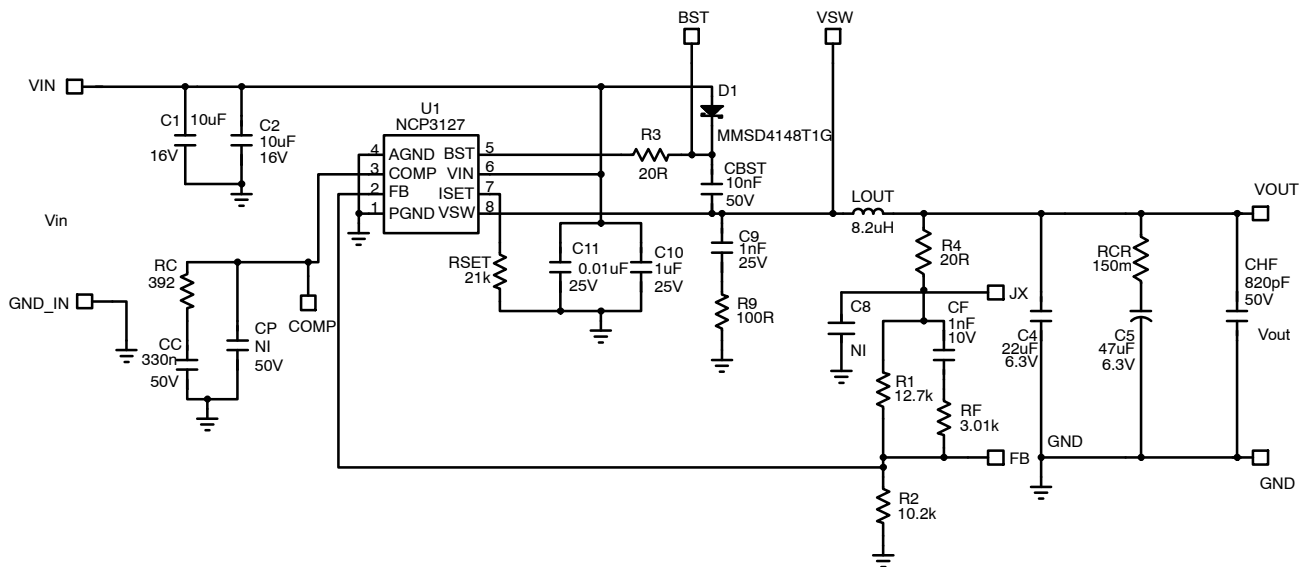 BST
VSW
VIN
C1
10uF
16V
C2
10uF
16V
U1
NCP3127
4
AGND
BST
5
3
COMP
VIN
6
2
FB
ISET
7
1
PGND
VSW
8
D1
MMSD4148T1G
R3
20R
CBST
10nF
50V
LOUT
8.2uH
VOUT
Vin
RC
392
GND_IN
CC
330n
50V
CP
NI
50V
COMP
RSET
21k
C11
0.01uF
25V
C10
1uF
25V
C9
1nF
25V
R9
100R
R4
20R
JX
C8
NI
CF
1nF
10V
R1
12.7k
RF
3.01k
FB
R2
10.2k
RCR
150m
C4
22uF
6.3V
C5
47uF
6.3V
CHF
820pF
50V
Vout
GND
GND